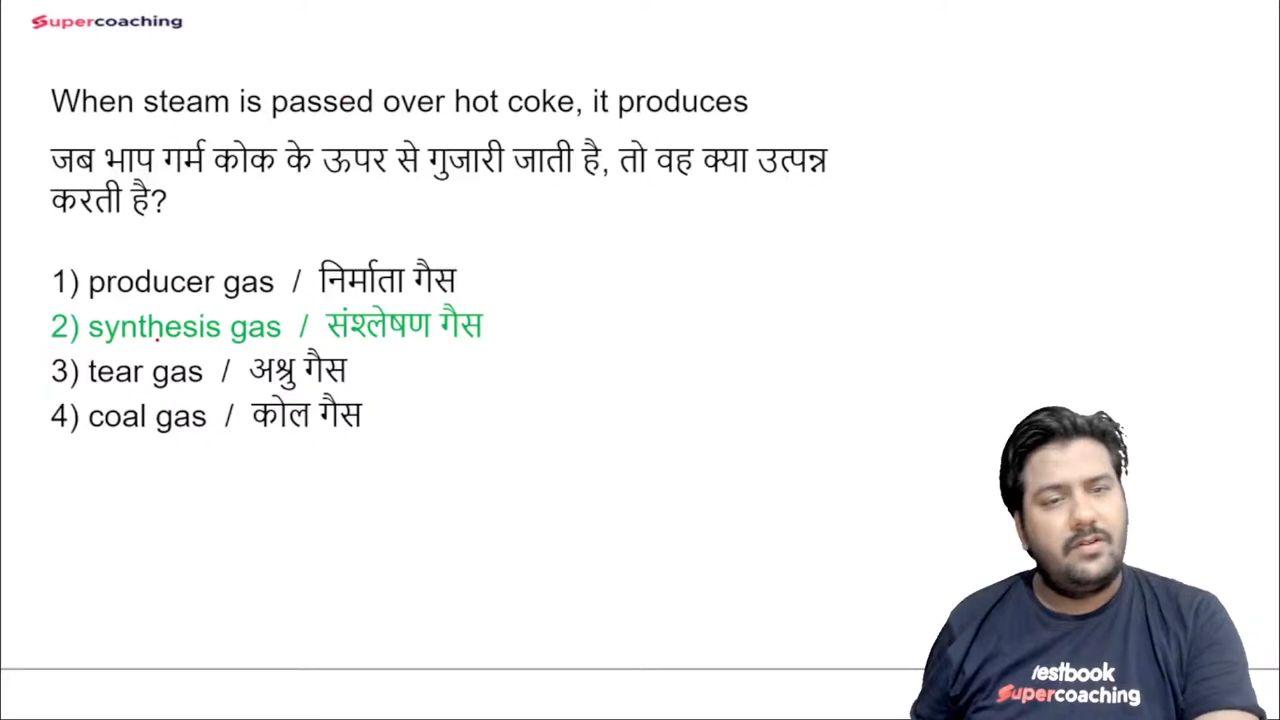 Supercoaching
When steam is passed over hot coke, it produces
जब भाप गर्म कोक के ऊपर से गुजारी जाती है, तो वह क्या उत्पन्न
करती है?
1) producer gas / निर्माता गैस
2) synthesis gas / संश्लेषण गैस
3) tear gas / अश्रु गैस
4) coal gas / कोल गैस
testbook
Supercoaching